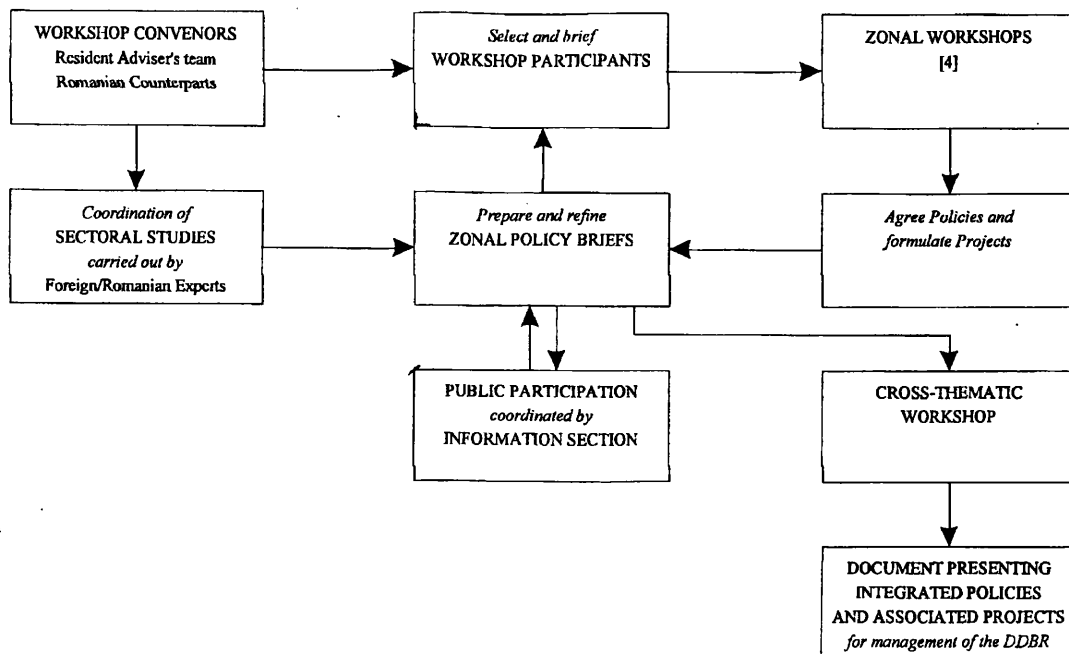 WORKSHOP CONVENORS
Resident Adviser's team
Romanian Counterparts
Select and brief
WORKSHOP PARTICIPANTS
ZONAL WORKSHOPS
[4]
Coordination of
SECTORAL STUDIES
carried out by
Foreign/Romanian Experts
Prepare and refine
ZONAL POLICY BRIEFS
Agree Policies and
formulate Projects
PUBLIC PARTICIPATION
coordinated by
INFORMATION SECTION
CROSS-THEMATIC
WORKSHOP
DOCUMENT PRESENTING
INTEGRATED POLICIES
AND ASSOCIATED PROJECTS
for management of the DDBR